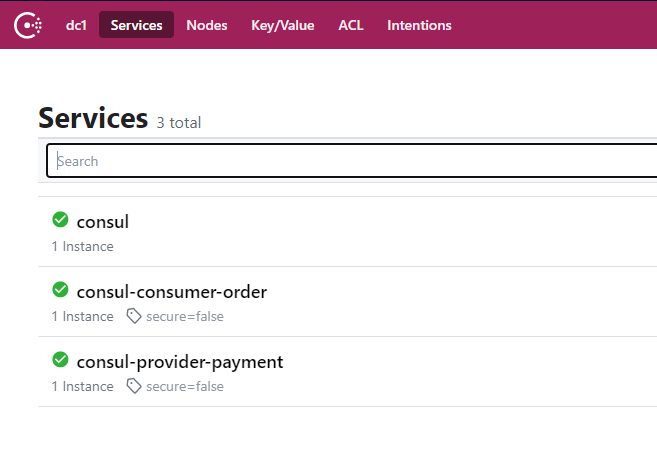 dc1 Services Nodes Key/Value ACL Intentions
Services 3 total
Search
consul
1 Instance
consul-consumer-order
1 Instance secure=false
consul-provider-payment
1 Instance secure=false